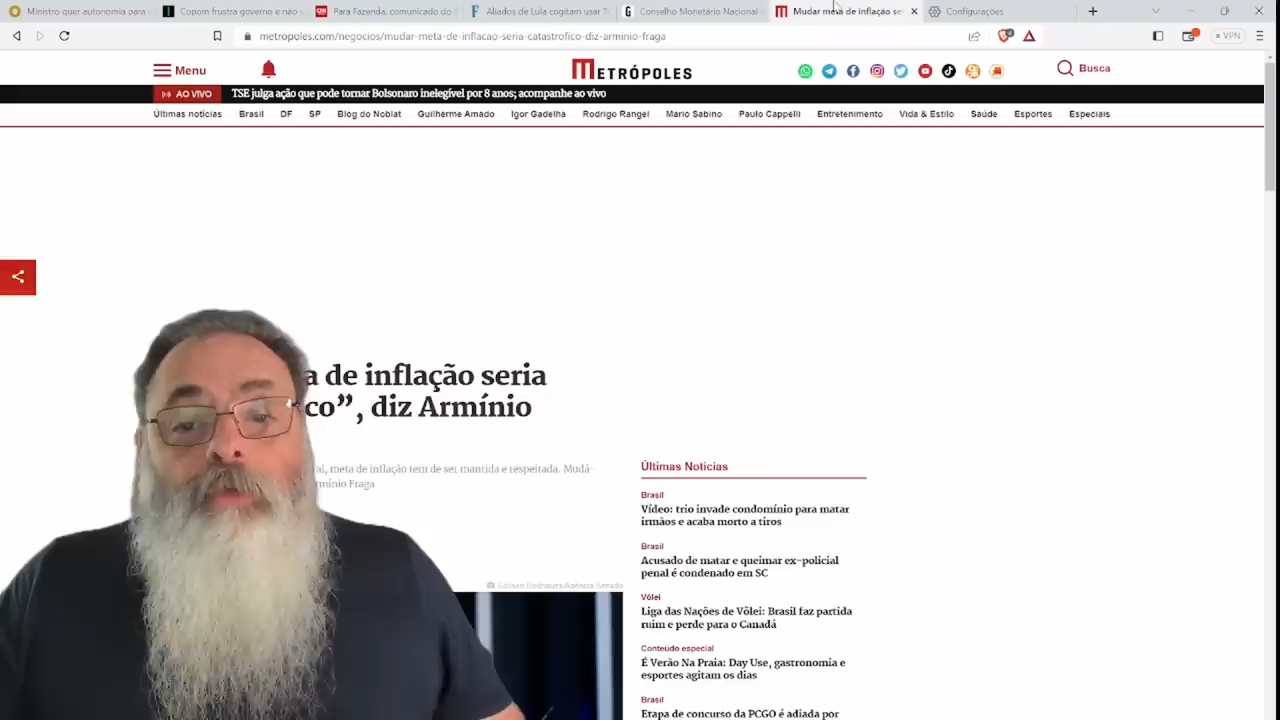 Ministro quer autonomia para
Copom frustra governo e não s
Para Fazenda, comunicado do
Aliados de Lula cogitam usar
Conselho Monetário Nacional
Mudar meta de inflação ser
Configurações
metropoles.com/negocios/mudar-meta-de-inflacao-seria-catastrofico-diz-arminio-fraga
VPN
Menu
METRÓPOLES
Busca
AO VIVO
TSE julga ação que pode tornar Bolsonaro inelegível por 8 anos; acompanhe ao vivo
Últimas notícias Brasil DF SP Blog do Noblat Guilherme Amado Igor Gadelha Rodrigo Rangel Mario Sabino Paulo Cappelli Entretenimento Vida & Estilo Saúde Esportes Especiais
a de inflação seria
co”, diz Armínio
al, meta de inflação tem de ser mantida e respeitada. Mudá-
rmínio Fraga
Edilson Rodrigues/Agência Senado
Últimas Notícias
Brasil
Vídeo: trio invade condomínio para matar
irmãos e acaba morto a tiros
Brasil
Acusado de matar e queimar ex-policial
penal é condenado em SC
Vôlei
Liga das Nações de Vôlei: Brasil faz partida
ruim e perde para o Canadá
Conteúdo especial
É Verão Na Praia: Day Use, gastronomia e
esportes agitam os dias
Brasil
Etapa de concurso da PCGO é adiada por